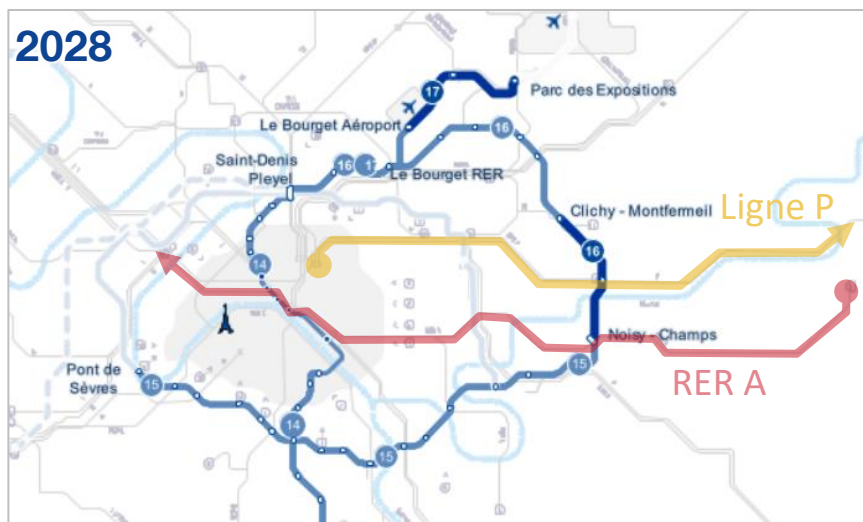 2028
17
Parc des Expositions
Le Bourget Aéroport
16
Saint-Denis
Pleyel
16
17
Le Bourget RER
Clichy - Montfermeil
Ligne P
16
14
Noisy - Champs
15
RER A
Pont de
Sèvres
15
14
15